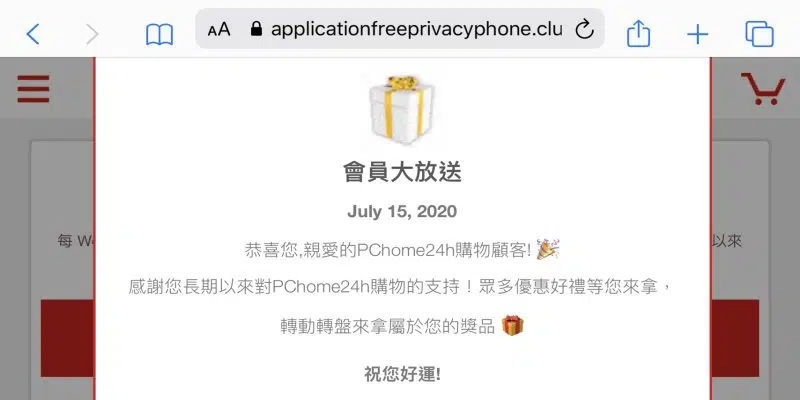 AA applicationfreeprivacyphone.clu
會員大放送
July 15, 2020
恭喜您,親愛的PChome24h購物顧客! 🎉
每 W
以來
感謝您長期以來對PChome24h購物的支持!眾多優惠好禮等您來拿,
轉動轉盤來拿屬於您的獎品 🎁
祝您好運!